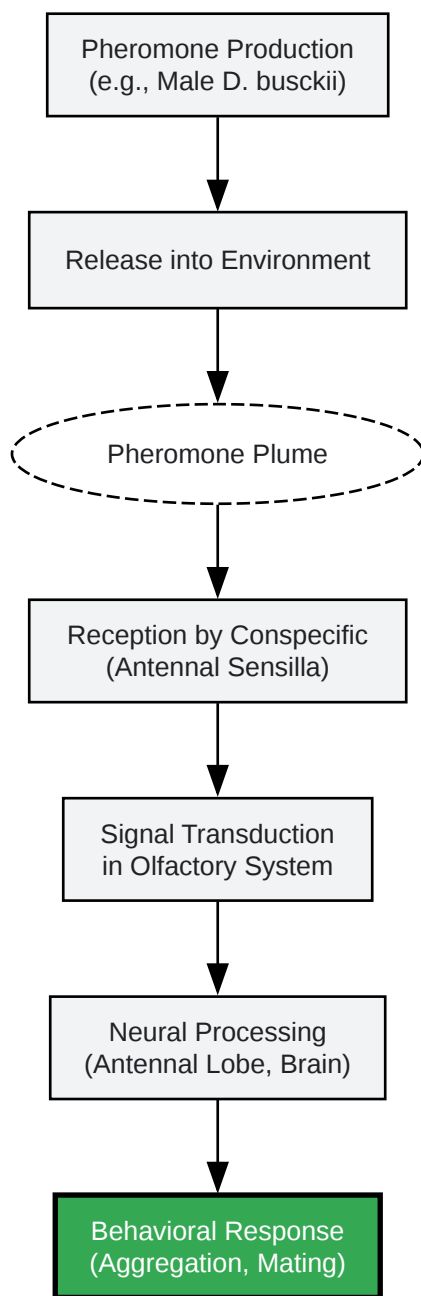 Pheromone Production
(e.g., Male D. busckii)
Release into Environment
Pheromone Plume
Reception by Conspecific
(Antennal Sensilla)
Signal Transduction
in Olfactory System
Neural Processing
(Antennal Lobe, Brain)
Behavioral Response
(Aggregation, Mating)